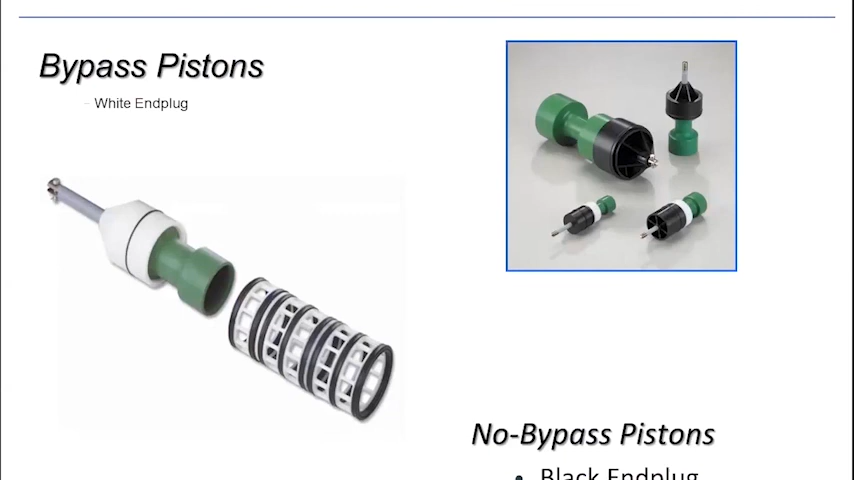 Bypass Pistons
– White Endplug
No-Bypass Pistons
• Black Endplug